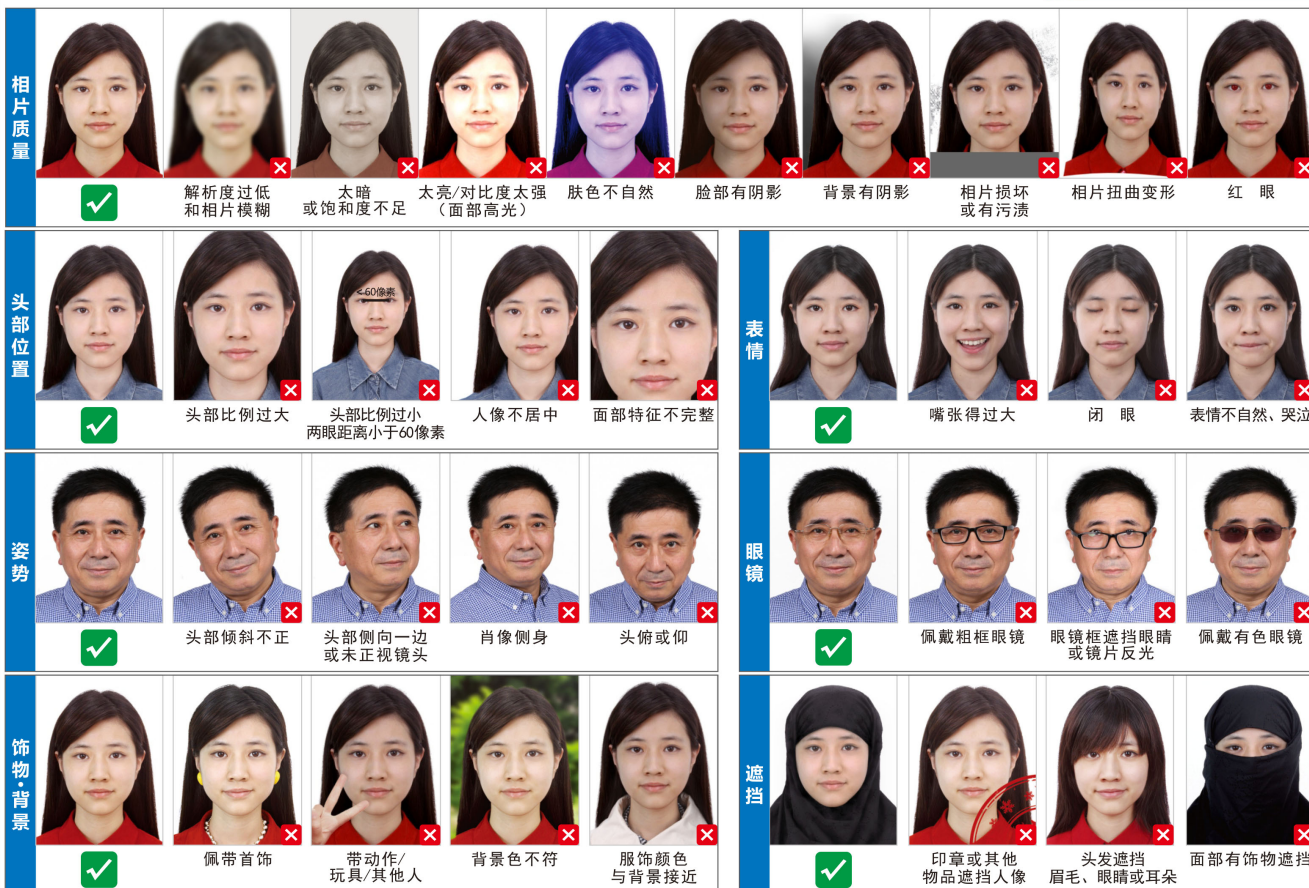 相片质量
解析度过低
和相片模糊
太暗
或饱和度不足
太亮/对比度太强
（面部高光）
肤色不自然
脸部有阴影
背景有阴影
相片损坏
或有污渍
相片扭曲变形
红 眼
头部位置
头部比例过大
<60像素
头部比例过小
两眼距离小于60像素
人像不居中
面部特征不完整
表情
嘴张得过大
闭 眼
表情不自然、哭泣
姿势
头部倾斜不正
头部侧向一边
或未正视镜头
肖像侧身
头俯或仰
眼镜
佩戴粗框眼镜
眼镜框遮挡眼睛
或镜片反光
佩戴有色眼镜
饰物·背景
佩带首饰
带动作/
玩具/其他人
背景色不符
服饰颜色
与背景接近
遮挡
印章或其他
物品遮挡人像
头发遮挡
眉毛、眼睛或耳朵
面部有饰物遮挡